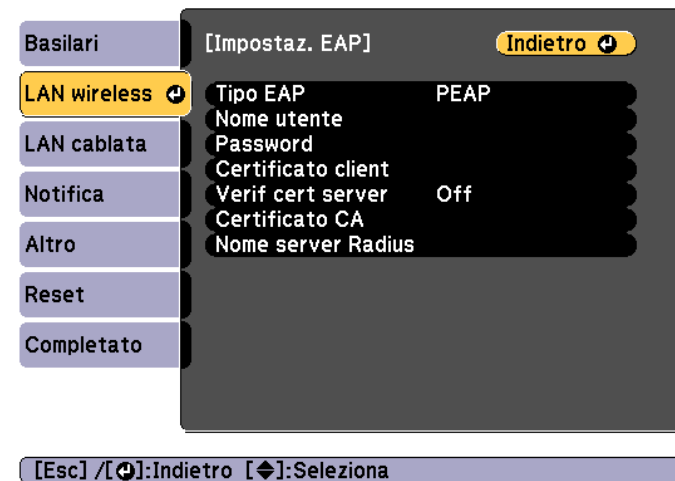 Basilari
LAN wireless
LAN cablata
Notifica
Altro
Reset
Completato
[Impostaz. EAP]
Indietro
Tipo EAP PEAP
Nome utente
Password
Certificato client
Verif cert server Off
Certificato CA
Nome server Radius
[Esc] /[⏎]:Indietro [◆]:Seleziona